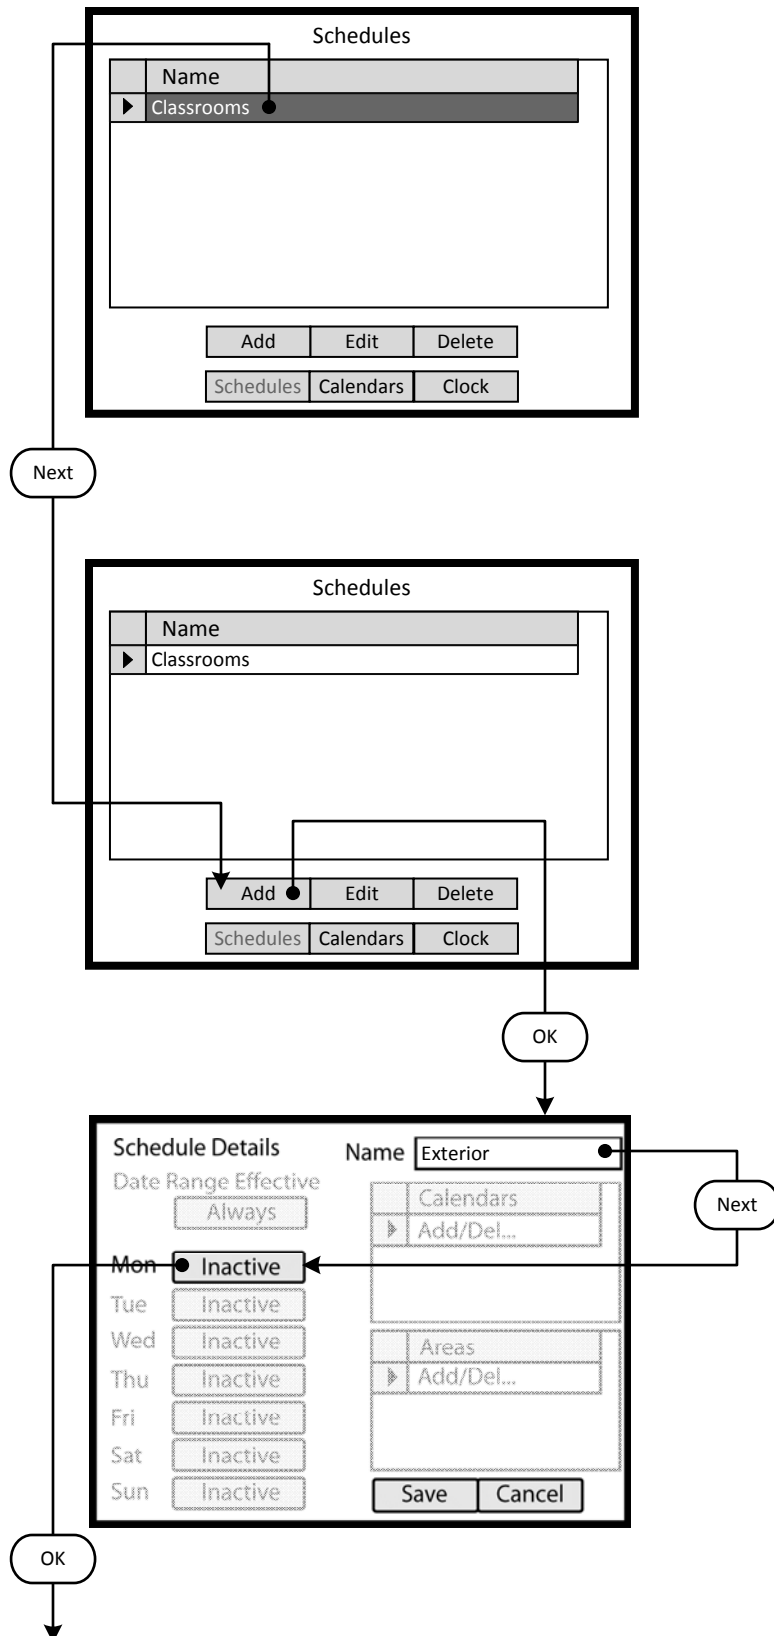 Schedules
Name
Classrooms
Add Edit Delete
Schedules Calendars Clock
Next
Schedules
Name
Classrooms
Add Edit Delete
Schedules Calendars Clock
OK
Schedule Details Name Exterior
Date Range Effective
Always
Calendars
Add/Del...
Next
Mon Inactive
Tue Inactive
Wed Inactive
Thu Inactive
Fri Inactive
Sat Inactive
Sun Inactive
Areas
Add/Del...
Save Cancel
OK